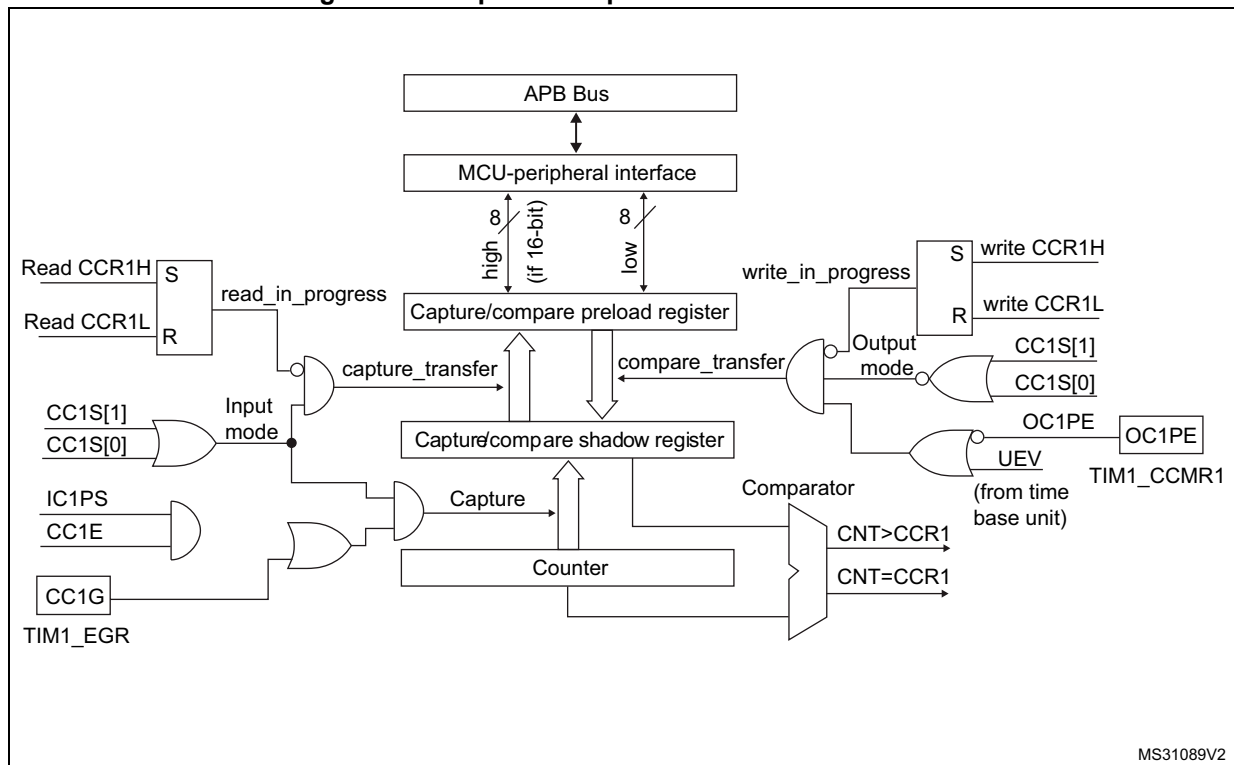 APB Bus
MCU-peripheral interface
8
8
high
(if 16-bit)
low
Read CCR1H
S
read_in_progress
Read CCR1L
R
write_in_progress
S
write CCR1H
R
write CCR1L
Capture/compare preload register
capture_transfer
compare_transfer
Output
mode
CC1S[1]
CC1S[0]
CC1S[1]
CC1S[0]
Input
mode
Capture/compare shadow register
OC1PE
OC1PE
UEV
TIM1_CCMR1
(from time
base unit)
IC1PS
CC1E
Capture
Comparator
CNT>CCR1
Counter
CNT=CCR1
CC1G
TIM1_EGR
MS31089V2